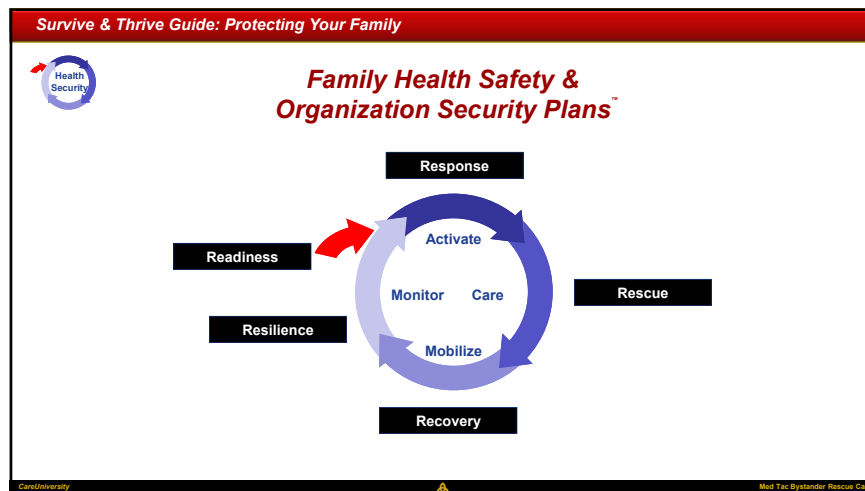 Survive & Thrive Guide: Protecting Your Family
Health
Security
Family Health Safety &
Organization Security Plans™
Response
Activate
Readiness
Monitor
Care
Rescue
Resilience
Mobilize
Recovery
CareUniversity
Med Tac Bystander Rescue Ca